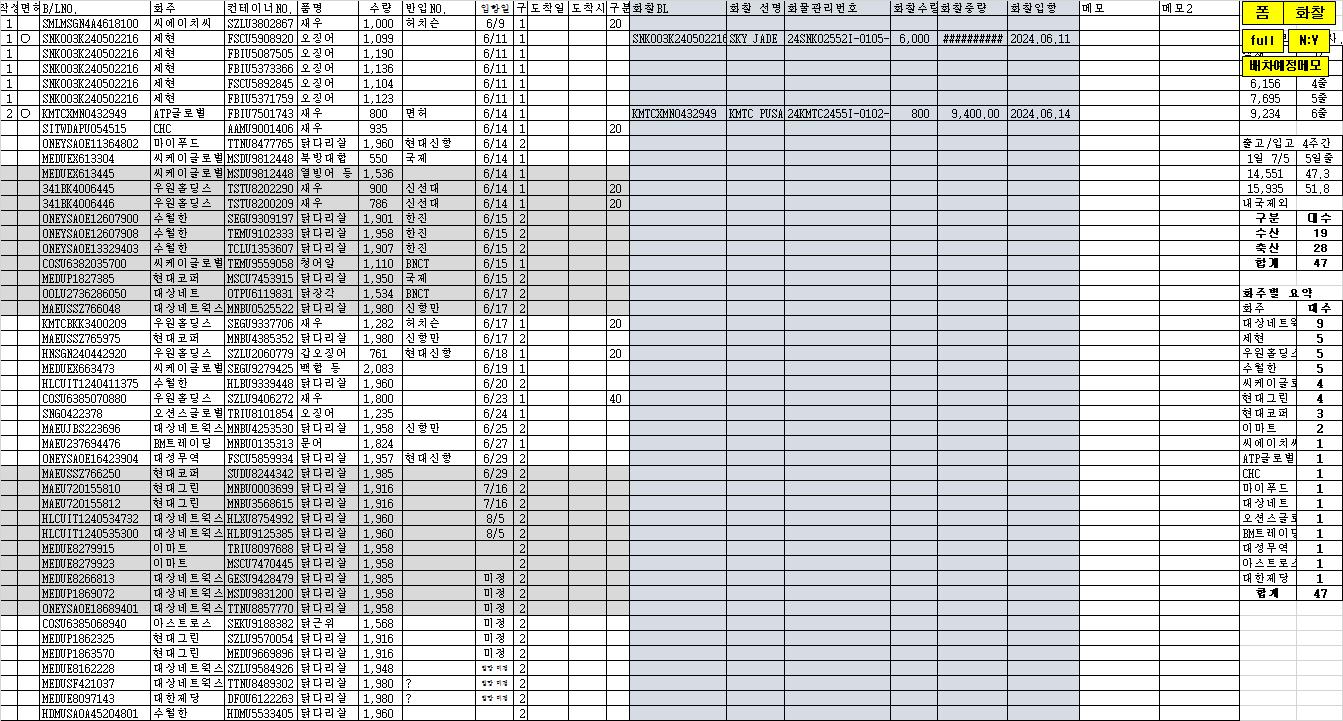 작성 면허 B/LNO. 화주 컨테이너NO. 품명 수량 반입NO. 입항일 구 도착일 도착시 구분 화찰BL 화찰 선명 화물관리번호 화찰수량 화찰중량 화찰입항 메모 메모2 폼 화찰
1 SMLMSGN4A4618100 씨에이치씨 SZLU3802867 새우 1,000 허치슨 6/9 1 20
1 ○ SNKO03K240502216 세현 FSCU5908920 오징어 1,099 6/11 1 SNKO03K240502216 SKY JADE 24SNKO2552I-0105- 6,000 ########## 2024.06.11 full N:Y
1 SNKO03K240502216 세현 FBIU5087505 오징어 1,190 6/11 1
1 SNKO03K240502216 세현 FBIU5373366 오징어 1,136 6/11 1 배차예정메모
1 SNKO03K240502216 세현 FSCU5892845 오징어 1,104 6/11 1 6,156 4줄
1 SNKO03K240502216 세현 FBIU5371759 오징어 1,123 6/11 1 7,695 5줄
2 ○ KMTCXMN0432949 ATP글로벌 FBIU7501743 새우 800 면허 6/14 1 KMTCXMN0432949 KMTC PUSA 24KMTC2455I-0102- 800 9,400.00 2024.06.14 9,234 6줄
SITWDAPU054515 CHC AAMU9001406 새우 935 6/14 1 20
ONEYSAOE11364802 마이푸드 TTNU8477765 닭다리살 1,960 현대신항 6/14 2 출고/입고 4주간
MEDUEX613304 씨케이글로벌 MSDU9812448 북방대합 550 국제 6/14 1 1일 7/5 5일줄
MEDUEX613445 씨케이글로벌 MSDU9812448 열빙어 등 1,536 6/14 1 14,551 47.3
341BK4006445 우원홀딩스 TSTU8202290 새우 900 신선대 6/14 1 20 15,935 51.8
341BK4006446 우원홀딩스 TSTU8200209 새우 786 신선대 6/14 1 20 내국제외
ONEYSAOE12607900 수월한 SEGU9309197 닭다리살 1,901 한진 6/15 2 구분 대수
ONEYSAOE12607908 수월한 TEMU9102333 닭다리살 1,958 한진 6/15 2 수산 19
ONEYSAOE13329403 수월한 TCLU1353607 닭다리살 1,907 한진 6/15 2 축산 28
COSU6382035700 씨케이글로벌 TEMU9559058 청어알 1,110 BNCT 6/15 1 합계 47
MEDUP1827385 현대코퍼 MSCU7453915 닭다리살 1,950 국제 6/15 2
OOLU2736286050 대상네트 OTPU6119831 닭장각 1,534 BNCT 6/17 2 화주별 요약
MAEUSSZ766048 대상네트웍스 MNBU0525522 닭다리살 1,980 신항만 6/17 2 화주 대수
KMTCBKK3400209 우원홀딩스 SEGU9337706 새우 1,282 허치슨 6/17 1 20 대상네트웍 9
MAEUSSZ765975 현대코퍼 MNBU4385352 닭다리살 1,980 신항만 6/17 2 세현 5
HNSGN240442920 우원홀딩스 SZLU2060779 갑오징어 761 현대신항 6/18 1 20 우원홀딩스 5
MEDUEX663473 씨케이글로벌 SEGU9279425 백합 등 2,083 6/19 1 수월한 5
HLCUIT1240411375 수월한 HLBU9339448 닭다리살 1,960 6/20 2 씨케이글로 4
COSU6385070880 우원홀딩스 SZLU9406272 새우 1,800 6/23 1 40 현대그린 4
SNG0422378 오션스글로벌 TRIU8101854 오징어 1,235 6/24 1 현대코퍼 3
MAEUJBS223696 대상네트웍스 MNBU4253530 닭다리살 1,958 신항만 6/25 2 이마트 2
MAEU237694476 BM트레이딩 MNBU0135313 문어 1,824 6/27 1 씨에이치씨 1
ONEYSAOE16423904 대성무역 FSCU5859934 닭다리살 1,957 현대신항 6/29 2 ATP글로벌 1
MAEUSSZ766250 현대코퍼 SUDU8244342 닭다리살 1,985 6/29 2 CHC 1
MAEU720155810 현대그린 MNBU0003699 닭다리살 1,916 7/16 2 마이푸드 1
MAEU720155812 현대그린 MNBU3568615 닭다리살 1,916 7/16 2 대상네트 1
HLCUIT1240534732 대상네트웍스 HLXU8754992 닭다리살 1,960 8/5 2 오션스글로 1
HLCUIT1240535300 대상네트웍스 HLBU9125385 닭다리살 1,960 8/5 2 BM트레이딩 1
MEDUE8279915 이마트 TRIU8097688 닭다리살 1,958 2 대성무역 1
MEDUE8279923 이마트 MSCU7470445 닭다리살 1,958 2 아스트로스 1
MEDUE8266813 대상네트웍스 GESU9428479 닭다리살 1,985 미정 2 대한제당 1
MEDUP1869072 대상네트웍스 MSDU9831200 닭다리살 1,958 미정 2 합계 47
ONEYSAOE18689401 대상네트웍스 TTNU8857770 닭다리살 1,958 미정 2
COSU6385068940 아스트로스 SEKU9188382 닭근위 1,568 미정 2
MEDUP1862325 현대그린 SZLU9570054 닭다리살 1,916 미정 2
MEDUP1863570 현대그린 MEDU9669896 닭다리살 1,916 미정 2
MEDUE8162228 대상네트웍스 SZLU9584926 닭다리살 1,948 2
MEDUSF421037 대상네트웍스 TTNU8489302 닭다리살 1,980 ? 2
MEDUE8097143 대한제당 DFOU6122263 닭다리살 1,980 ? 2
HDMUSAOA45204801 수월한 HDMU5533405 닭다리살 1,960 2